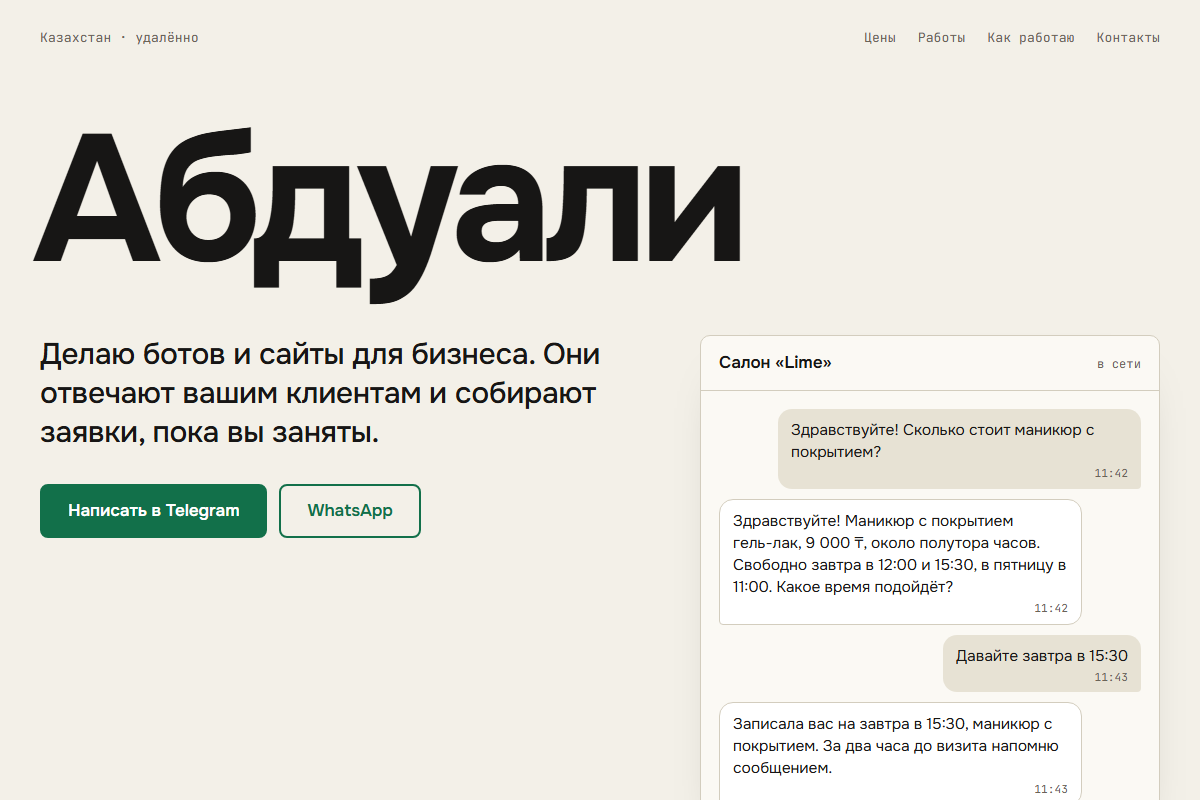 Казахстан · удалённо
Цены Работы Как работаю Контакты
Абдуали
Делаю ботов и сайты для бизнеса. Они
отвечают вашим клиентам и собирают
заявки, пока вы заняты.
Написать в Telegram
WhatsApp
Салон «Lime»
в сети
Здравствуйте! Сколько стоит маникюр с
покрытием?
11:42
Здравствуйте! Маникюр с покрытием
гель-лак, 9 000 ₸, около полутора часов.
Свободно завтра в 12:00 и 15:30, в пятницу в
11:00. Какое время подойдёт?
11:42
Давайте завтра в 15:30
11:43
Записала вас на завтра в 15:30, маникюр с
покрытием. За два часа до визита напомню
сообщением.
11:43